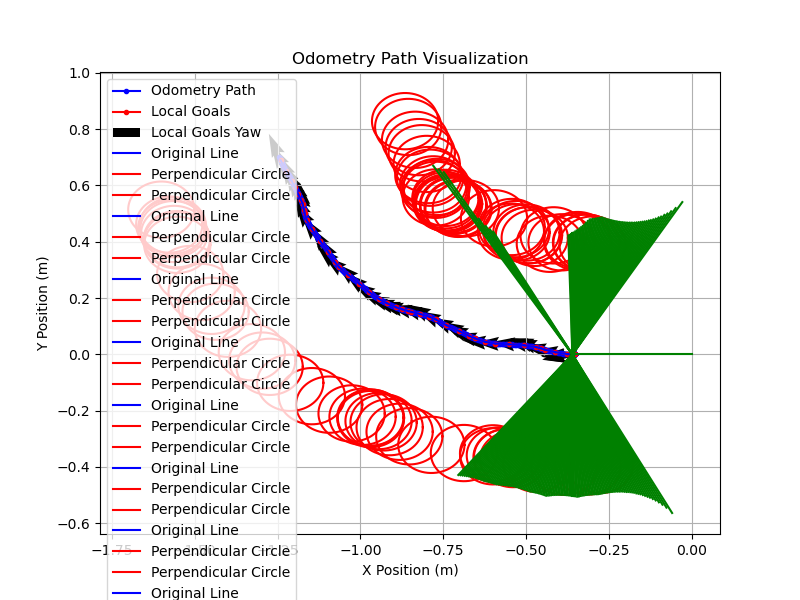 Odometry Path Visualization
Y Position (m)
1.0
0.8
0.6
0.4
0.2
0.0
−0.2
−0.4
−0.6
Odometry Path
Local Goals
Local Goals Yaw
Original Line
Perpendicular Circle
Perpendicular Circle
Original Line
Perpendicular Circle
Perpendicular Circle
Original Line
Perpendicular Circle
Perpendicular Circle
Original Line
Perpendicular Circle
Perpendicular Circle
Original Line
Perpendicular Circle
Perpendicular Circle
Original Line
Perpendicular Circle
Perpendicular Circle
Original Line
Perpendicular Circle
Perpendicular Circle
Original Line
−1.00 −0.75 −0.50 −0.25 0.00
X Position (m)